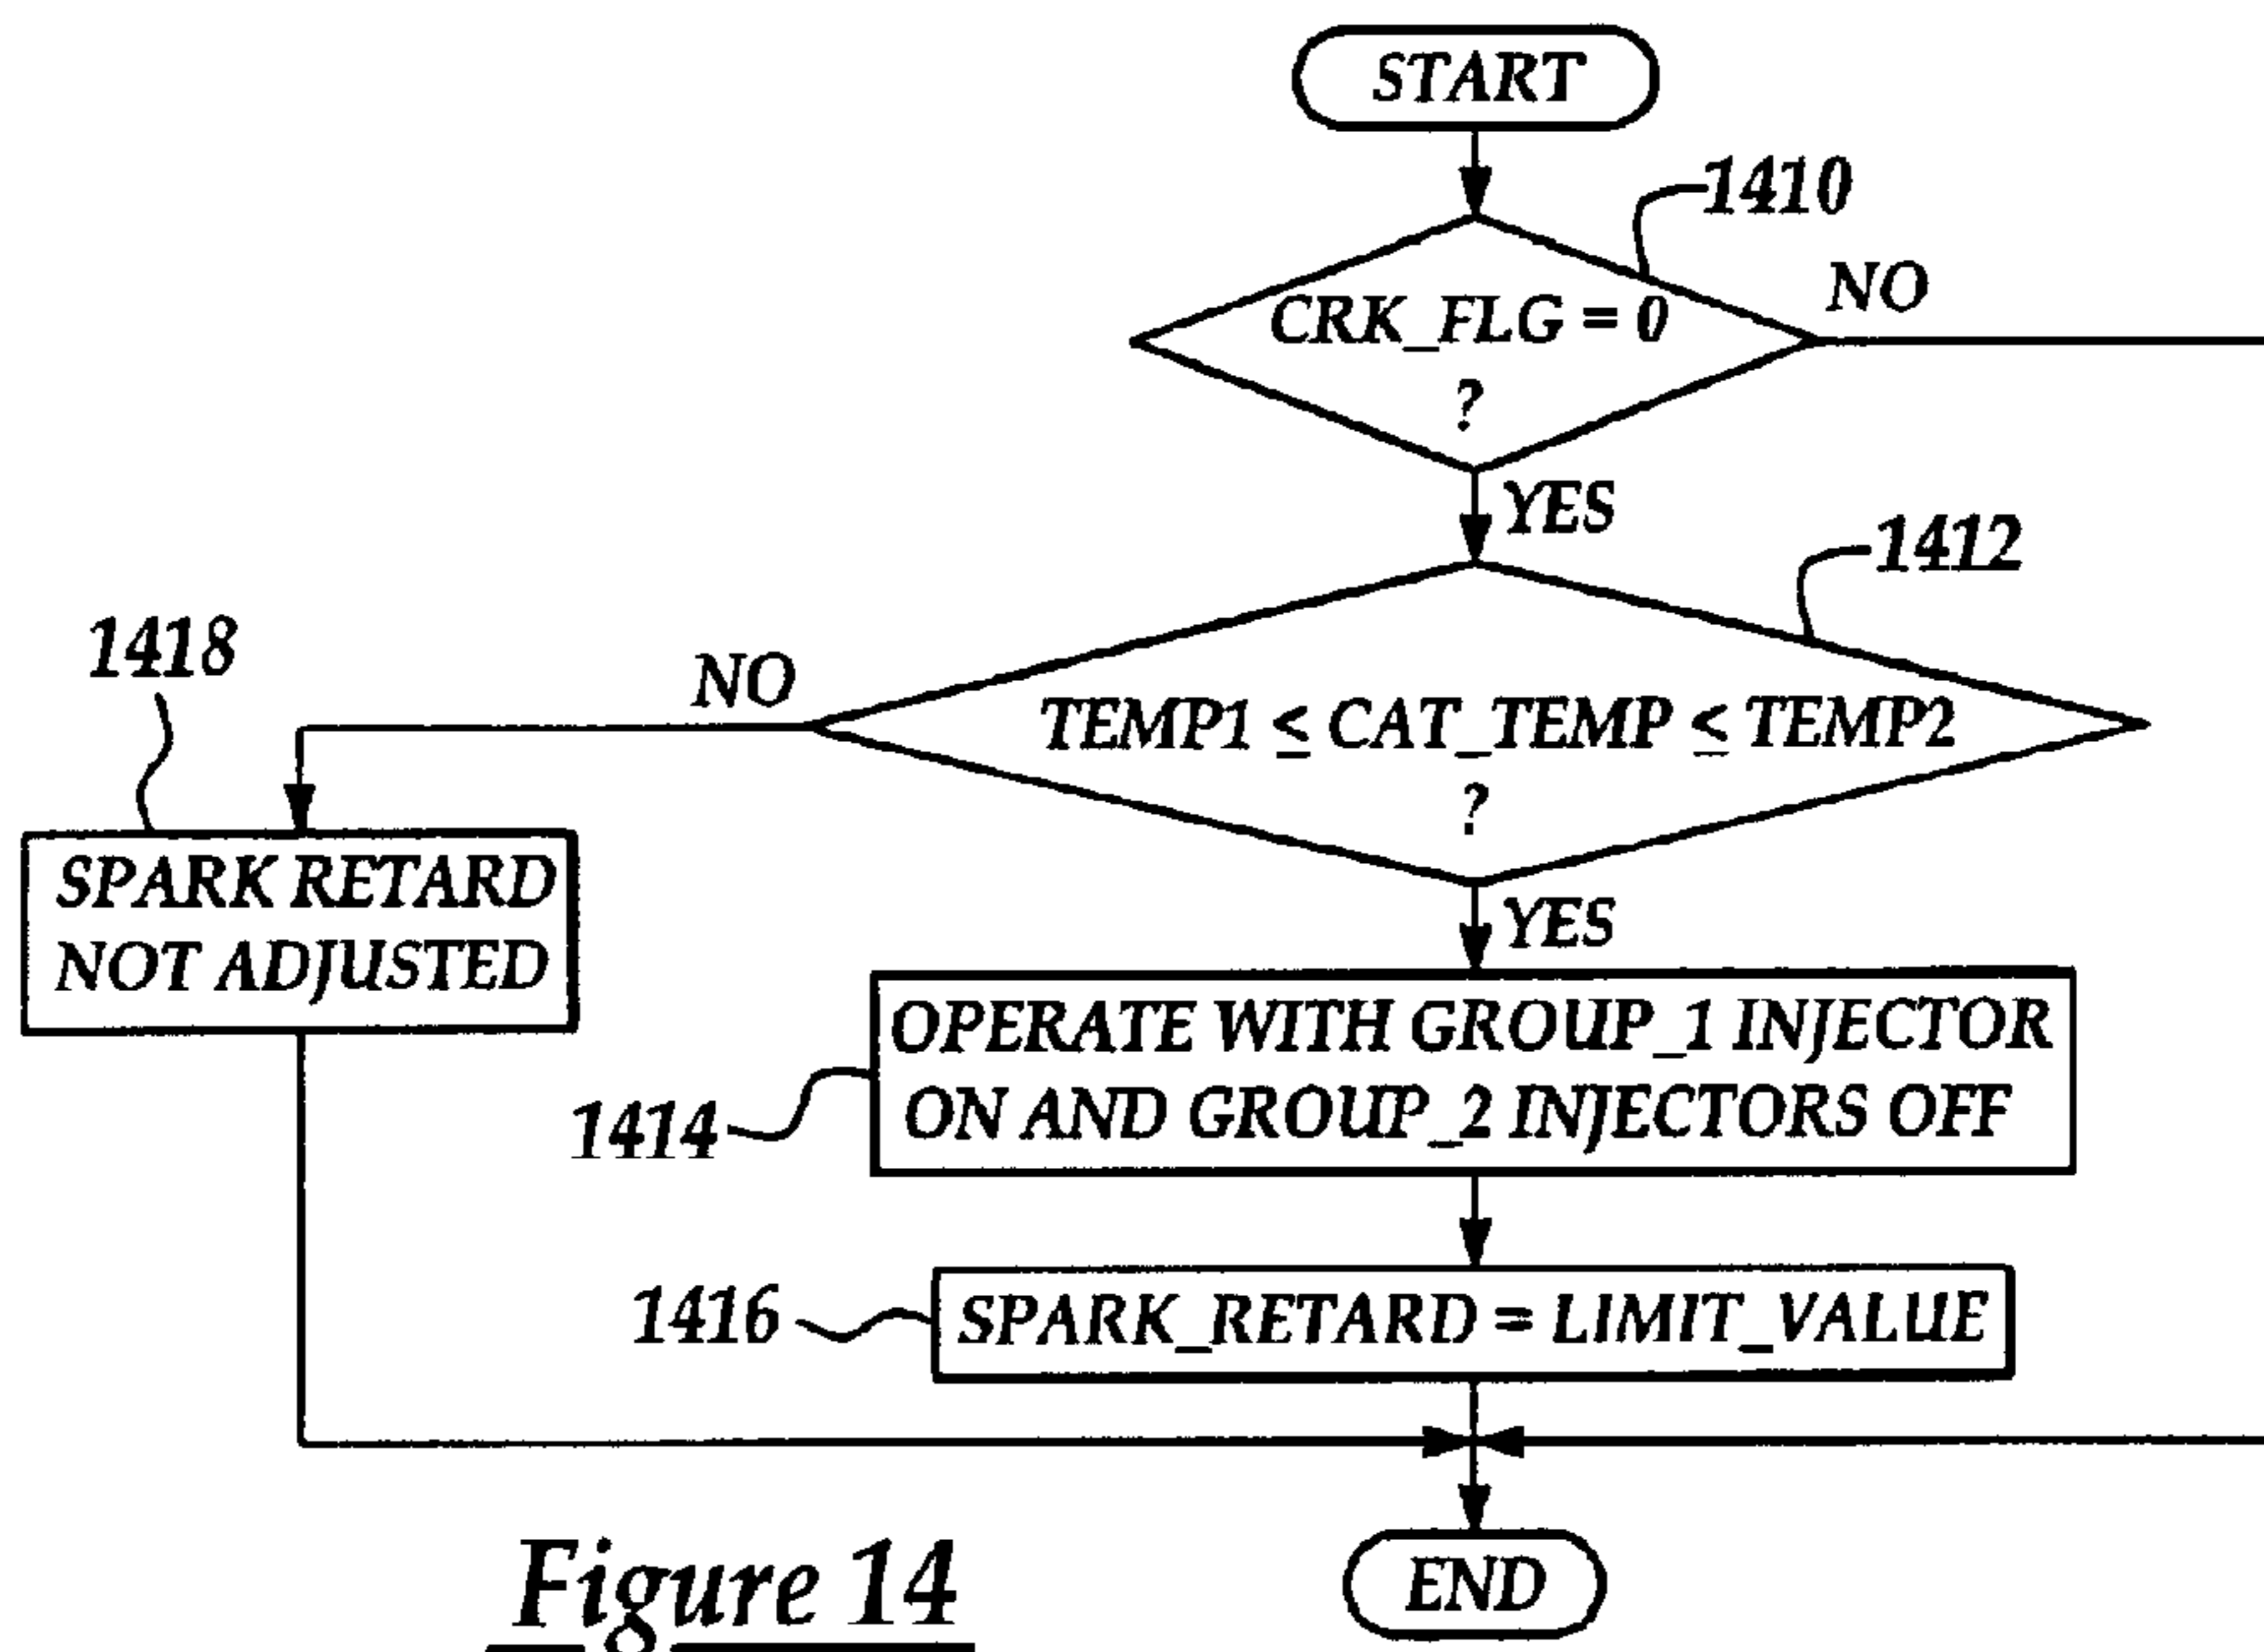 START
1410
CRK_FLG = 0
?
NO
YES
1412
TEMP1 ≤ CAT_TEMP ≤ TEMP2
?
NO
1418
SPARK RETARD
NOT ADJUSTED
YES
OPERATE WITH GROUP_1 INJECTOR
ON AND GROUP_2 INJECTORS OFF
1414
1416
SPARK_RETARD = LIMIT_VALUE
END
Figure 14